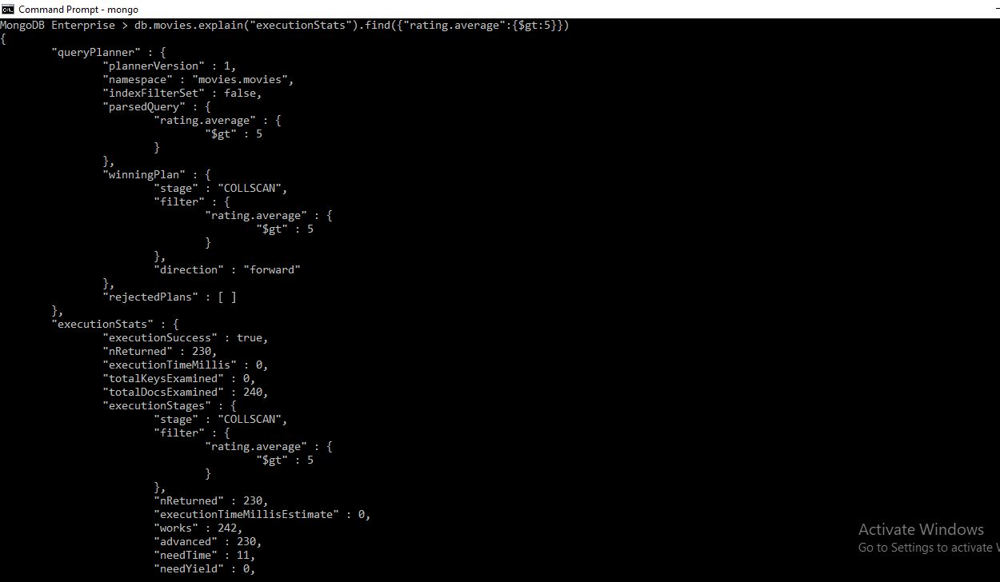 Command Prompt - mongo
MongoDB Enterprise > db.movies.explain("executionStats").find({"rating.average":{$gt:5}})
{
"queryPlanner" : {
"plannerVersion" : 1,
"namespace" : "movies.movies",
"indexFilterSet" : false,
"parsedQuery" : {
"rating.average" : {
"$gt" : 5
}
},
"winningPlan" : {
"stage" : "COLLSCAN",
"filter" : {
"rating.average" : {
"$gt" : 5
}
},
"direction" : "forward"
},
"rejectedPlans" : [ ]
},
"executionStats" : {
"executionSuccess" : true,
"nReturned" : 230,
"executionTimeMillis" : 0,
"totalKeysExamined" : 0,
"totalDocsExamined" : 240,
"executionStages" : {
"stage" : "COLLSCAN",
"filter" : {
"rating.average" : {
"$gt" : 5
}
},
"nReturned" : 230,
"executionTimeMillisEstimate" : 0,
"works" : 242,
"advanced" : 230,
"needTime" : 11,
"needYield" : 0,
Activate Windows
Go to Settings to activate